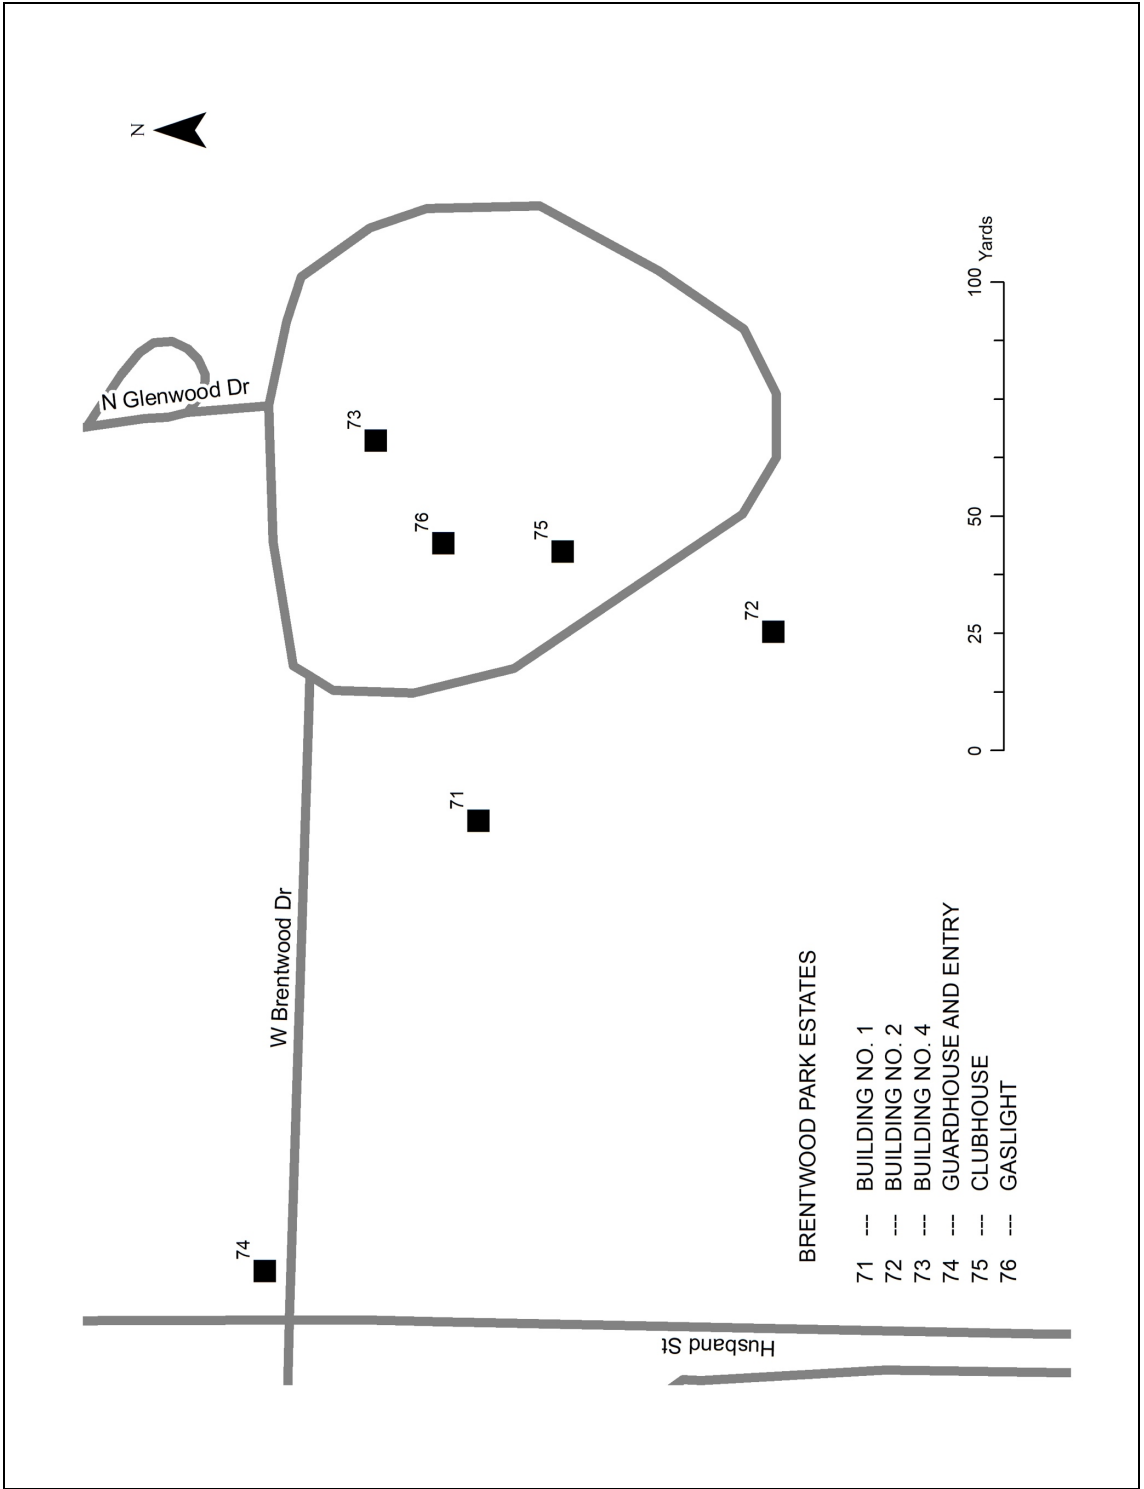 N
N Glenwood Dr
73
76
75
72
71
W Brentwood Dr
74
Husband St
0
25
50
100
Yards
BRENTWOOD PARK ESTATES
71 --- BUILDING NO. 1
72 --- BUILDING NO. 2
73 --- BUILDING NO. 4
74 --- GUARDHOUSE AND ENTRY
75 --- CLUBHOUSE
76 --- GASLIGHT